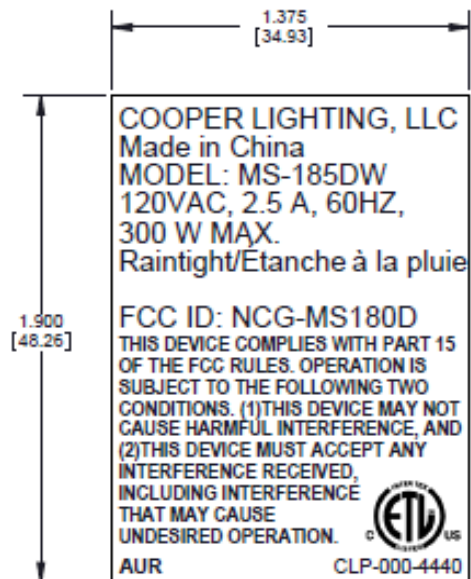 1.375
[34.93]
COOPER LIGHTING, LLC
Made in China
MODEL: MS-185DW
120VAC, 2.5 A, 60HZ,
300 W MAX.
Raintight/Étanche à la pluie
1.900
[48.26]
FCC ID: NCG-MS180D
THIS DEVICE COMPLIES WITH PART 15
OF THE FCC RULES. OPERATION IS
SUBJECT TO THE FOLLOWING TWO
CONDITIONS. (1)THIS DEVICE MAY NOT
CAUSE HARMFUL INTERFERENCE, AND
(2)THIS DEVICE MUST ACCEPT ANY
INTERFERENCE RECEIVED,
INCLUDING INTERFERENCE
THAT MAY CAUSE
UNDESIRED OPERATION.
C ETL US
AUR CLP-000-4440